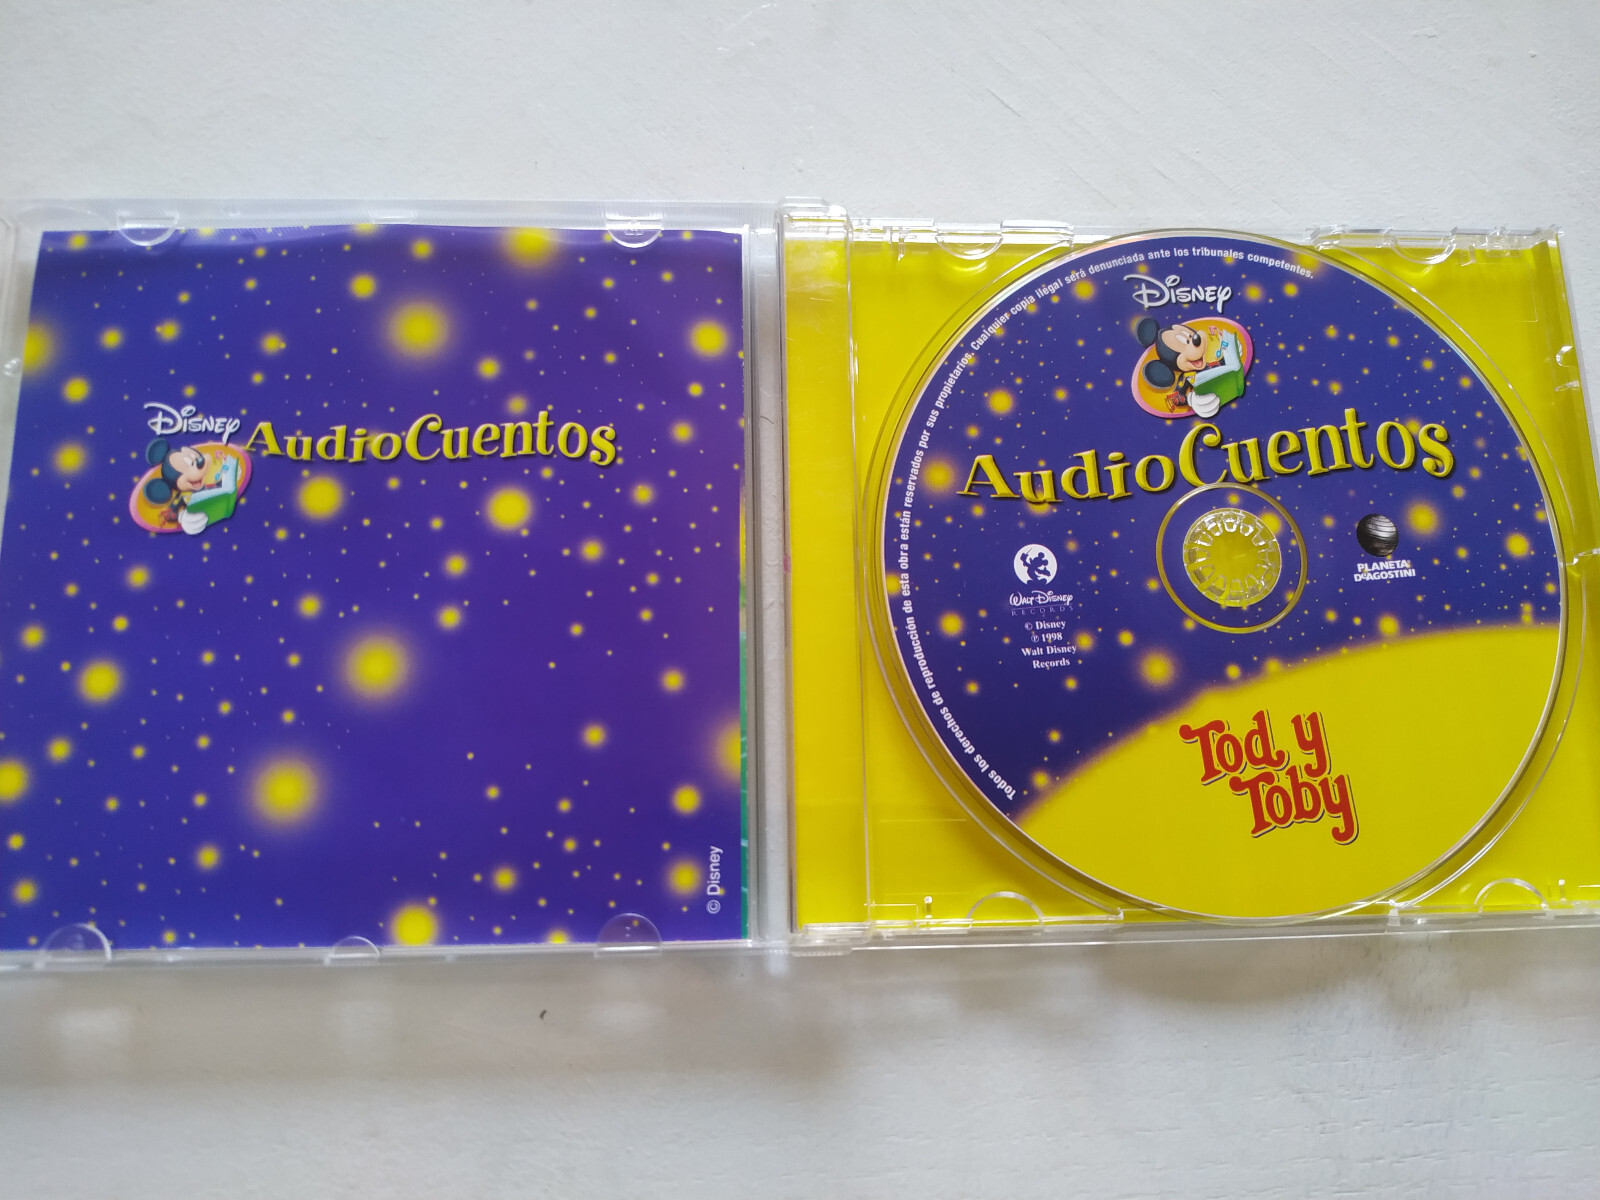 Disney
AudioCuentos
© Disney
Todos los derechos de reproducción de esta obra están reservados por sus propietarios. Cualquier copia ilegal será denunciada ante los tribunales competentes.
Disney
AudioCuentos
Walt Disney
RECORDS
© Disney
℗ 1998
Walt Disney
Records
PLANETA
DEAGOSTINI
Tod y
Toby